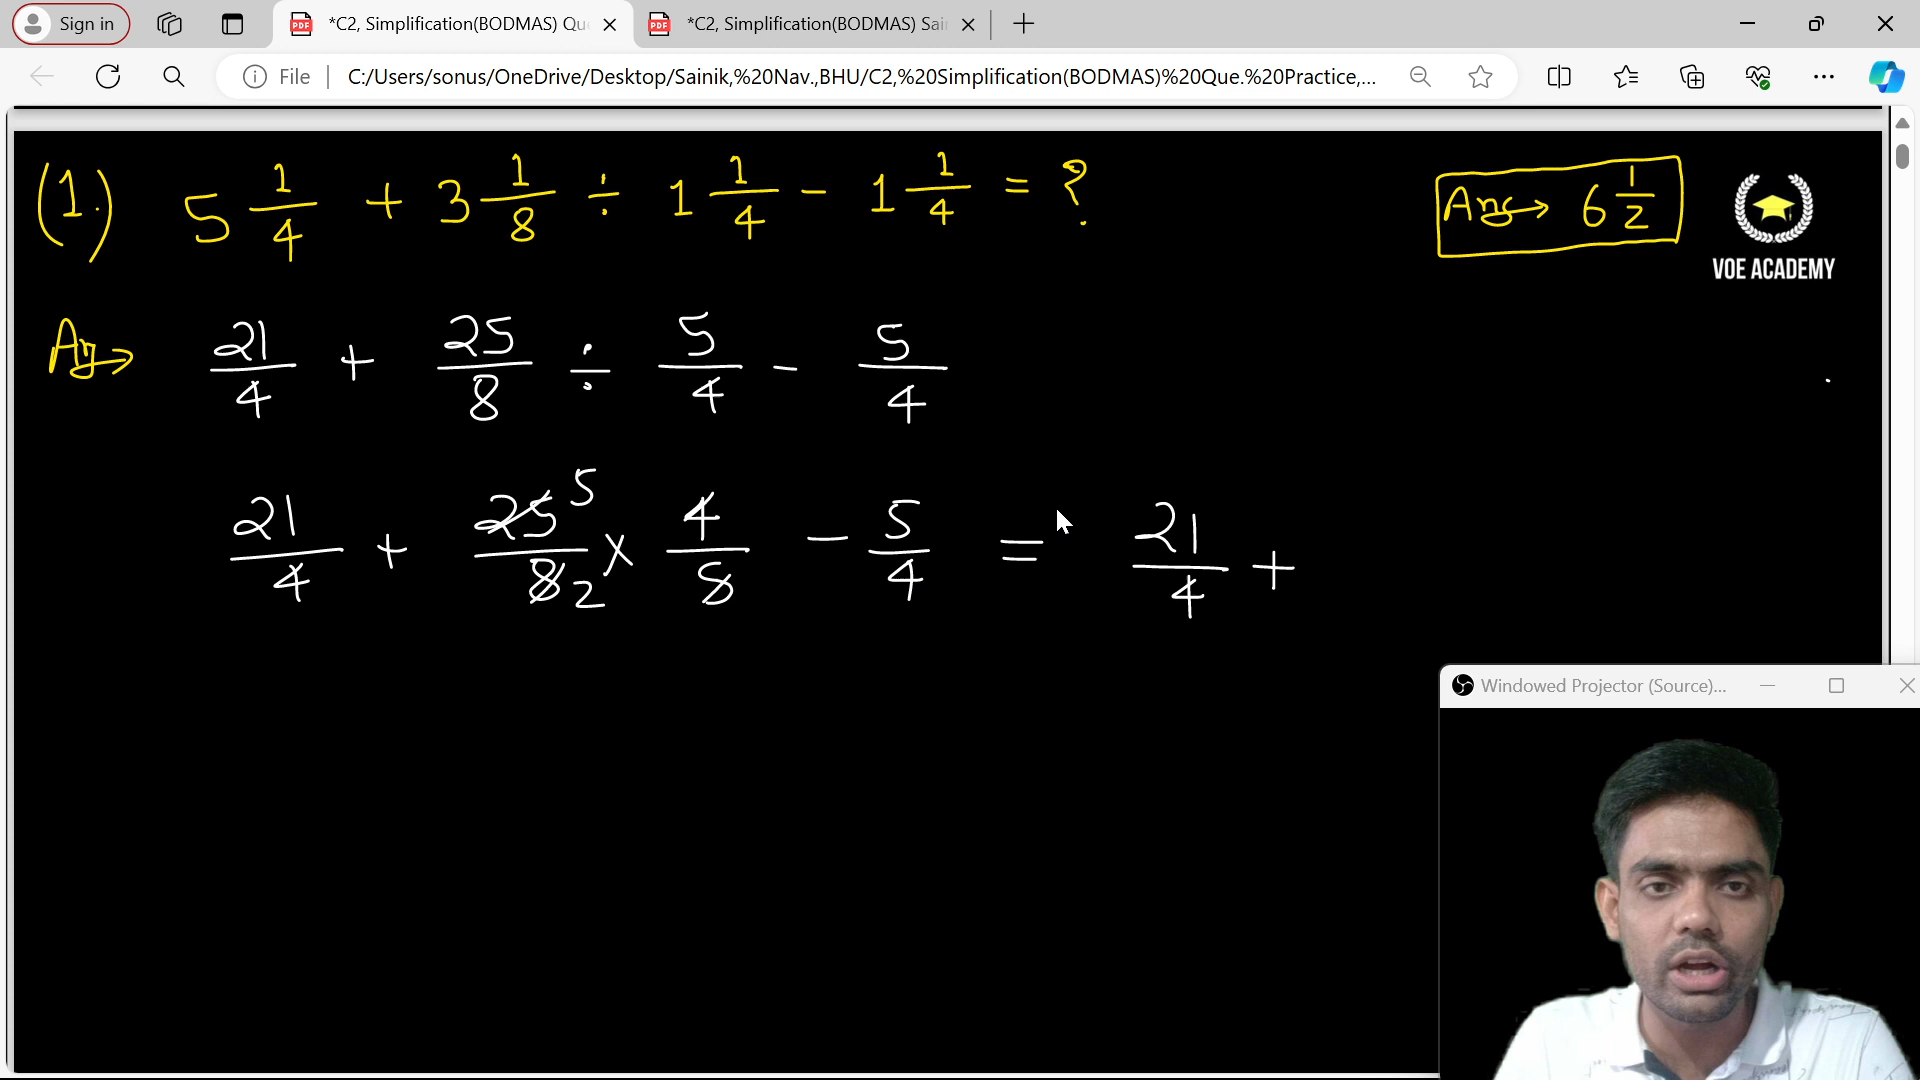 Sign in
*C2, Simplification(BODMAS) Qu
*C2, Simplification(BODMAS) Sai
File
C:/Users/sonus/OneDrive/Desktop/Sainik,%20Nav.,BHU/C2,%20Simplification(BODMAS)%20Que.%20Practice,...
(1.) 5 1/4 + 3 1/8 ÷ 1 1/4 - 1 1/4 = ?
Ans→ 6 1/2
VOE ACADEMY
An→ 21/4 + 25/8 ÷ 5/4 - 5/4
21/4 + 25 5/8 2 × 4/5 - 5/4 = 21/4 +
Windowed Projector (Source)...